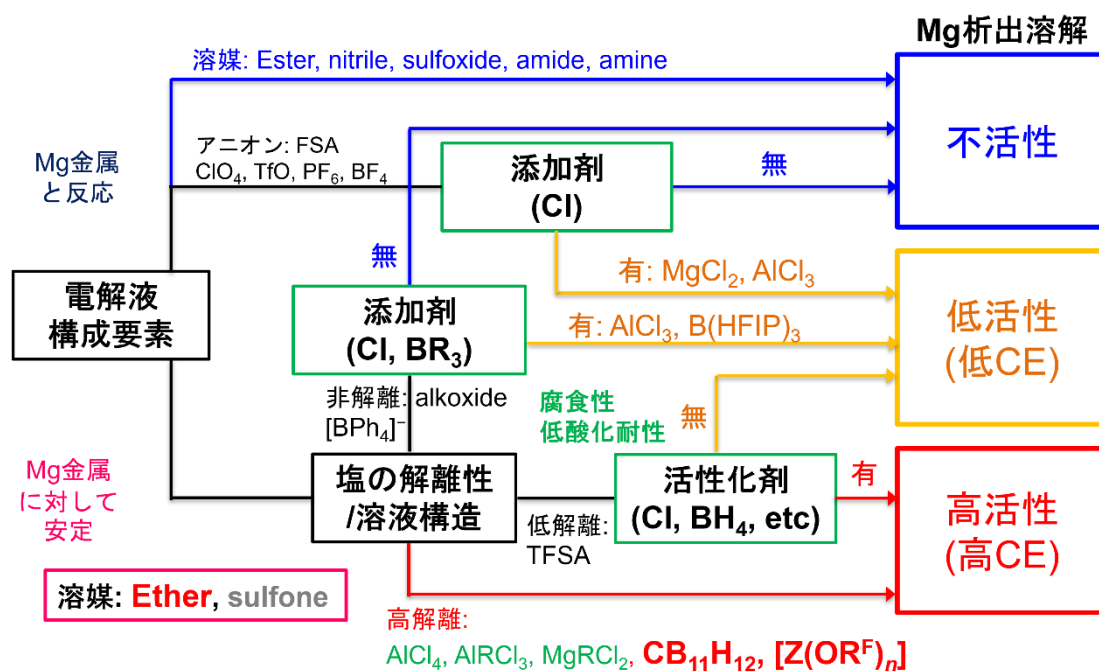 Mg析出溶解
溶媒: Ester, nitrile, sulfoxide, amide, amine
不活性
Mg金属
と反応
アニオン: FSA
ClO₄, TfO, PF₆, BF₄
添加剤
(Cl)
無
無
有: MgCl₂, AlCl₃
電解液
構成要素
添加剤
(Cl, BR₃)
有: AlCl₃, B(HFIP)₃
低活性
(低CE)
非解離: alkoxide
[BPh₄]⁻
腐食性
低酸化耐性
無
Mg金属
に対して
安定
塩の解離性
/溶液構造
低解離:
TFSA
活性化剤
(Cl, BH₄, etc)
有
高活性
(高CE)
溶媒: Ether, sulfone
高解離:
AlCl₄, AlRCl₃, MgRCl₂, CB₁₁H₁₂, [Z(ORᶠ)ₙ]